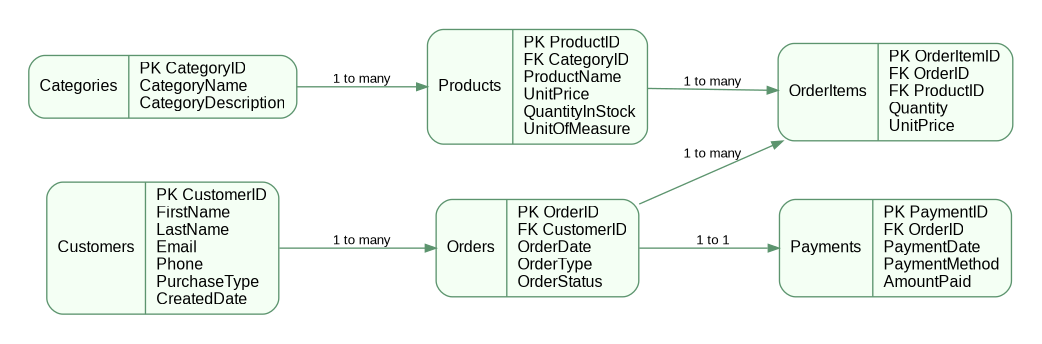 Categories
PK CategoryID
CategoryName
CategoryDescription
1 to many
Products
PK ProductID
FK CategoryID
ProductName
UnitPrice
QuantityInStock
UnitOfMeasure
1 to many
OrderItems
PK OrderItemID
FK OrderID
FK ProductID
Quantity
UnitPrice
1 to many
Customers
PK CustomerID
FirstName
LastName
Email
Phone
PurchaseType
CreatedDate
1 to many
Orders
PK OrderID
FK CustomerID
OrderDate
OrderType
OrderStatus
1 to 1
Payments
PK PaymentID
FK OrderID
PaymentDate
PaymentMethod
AmountPaid